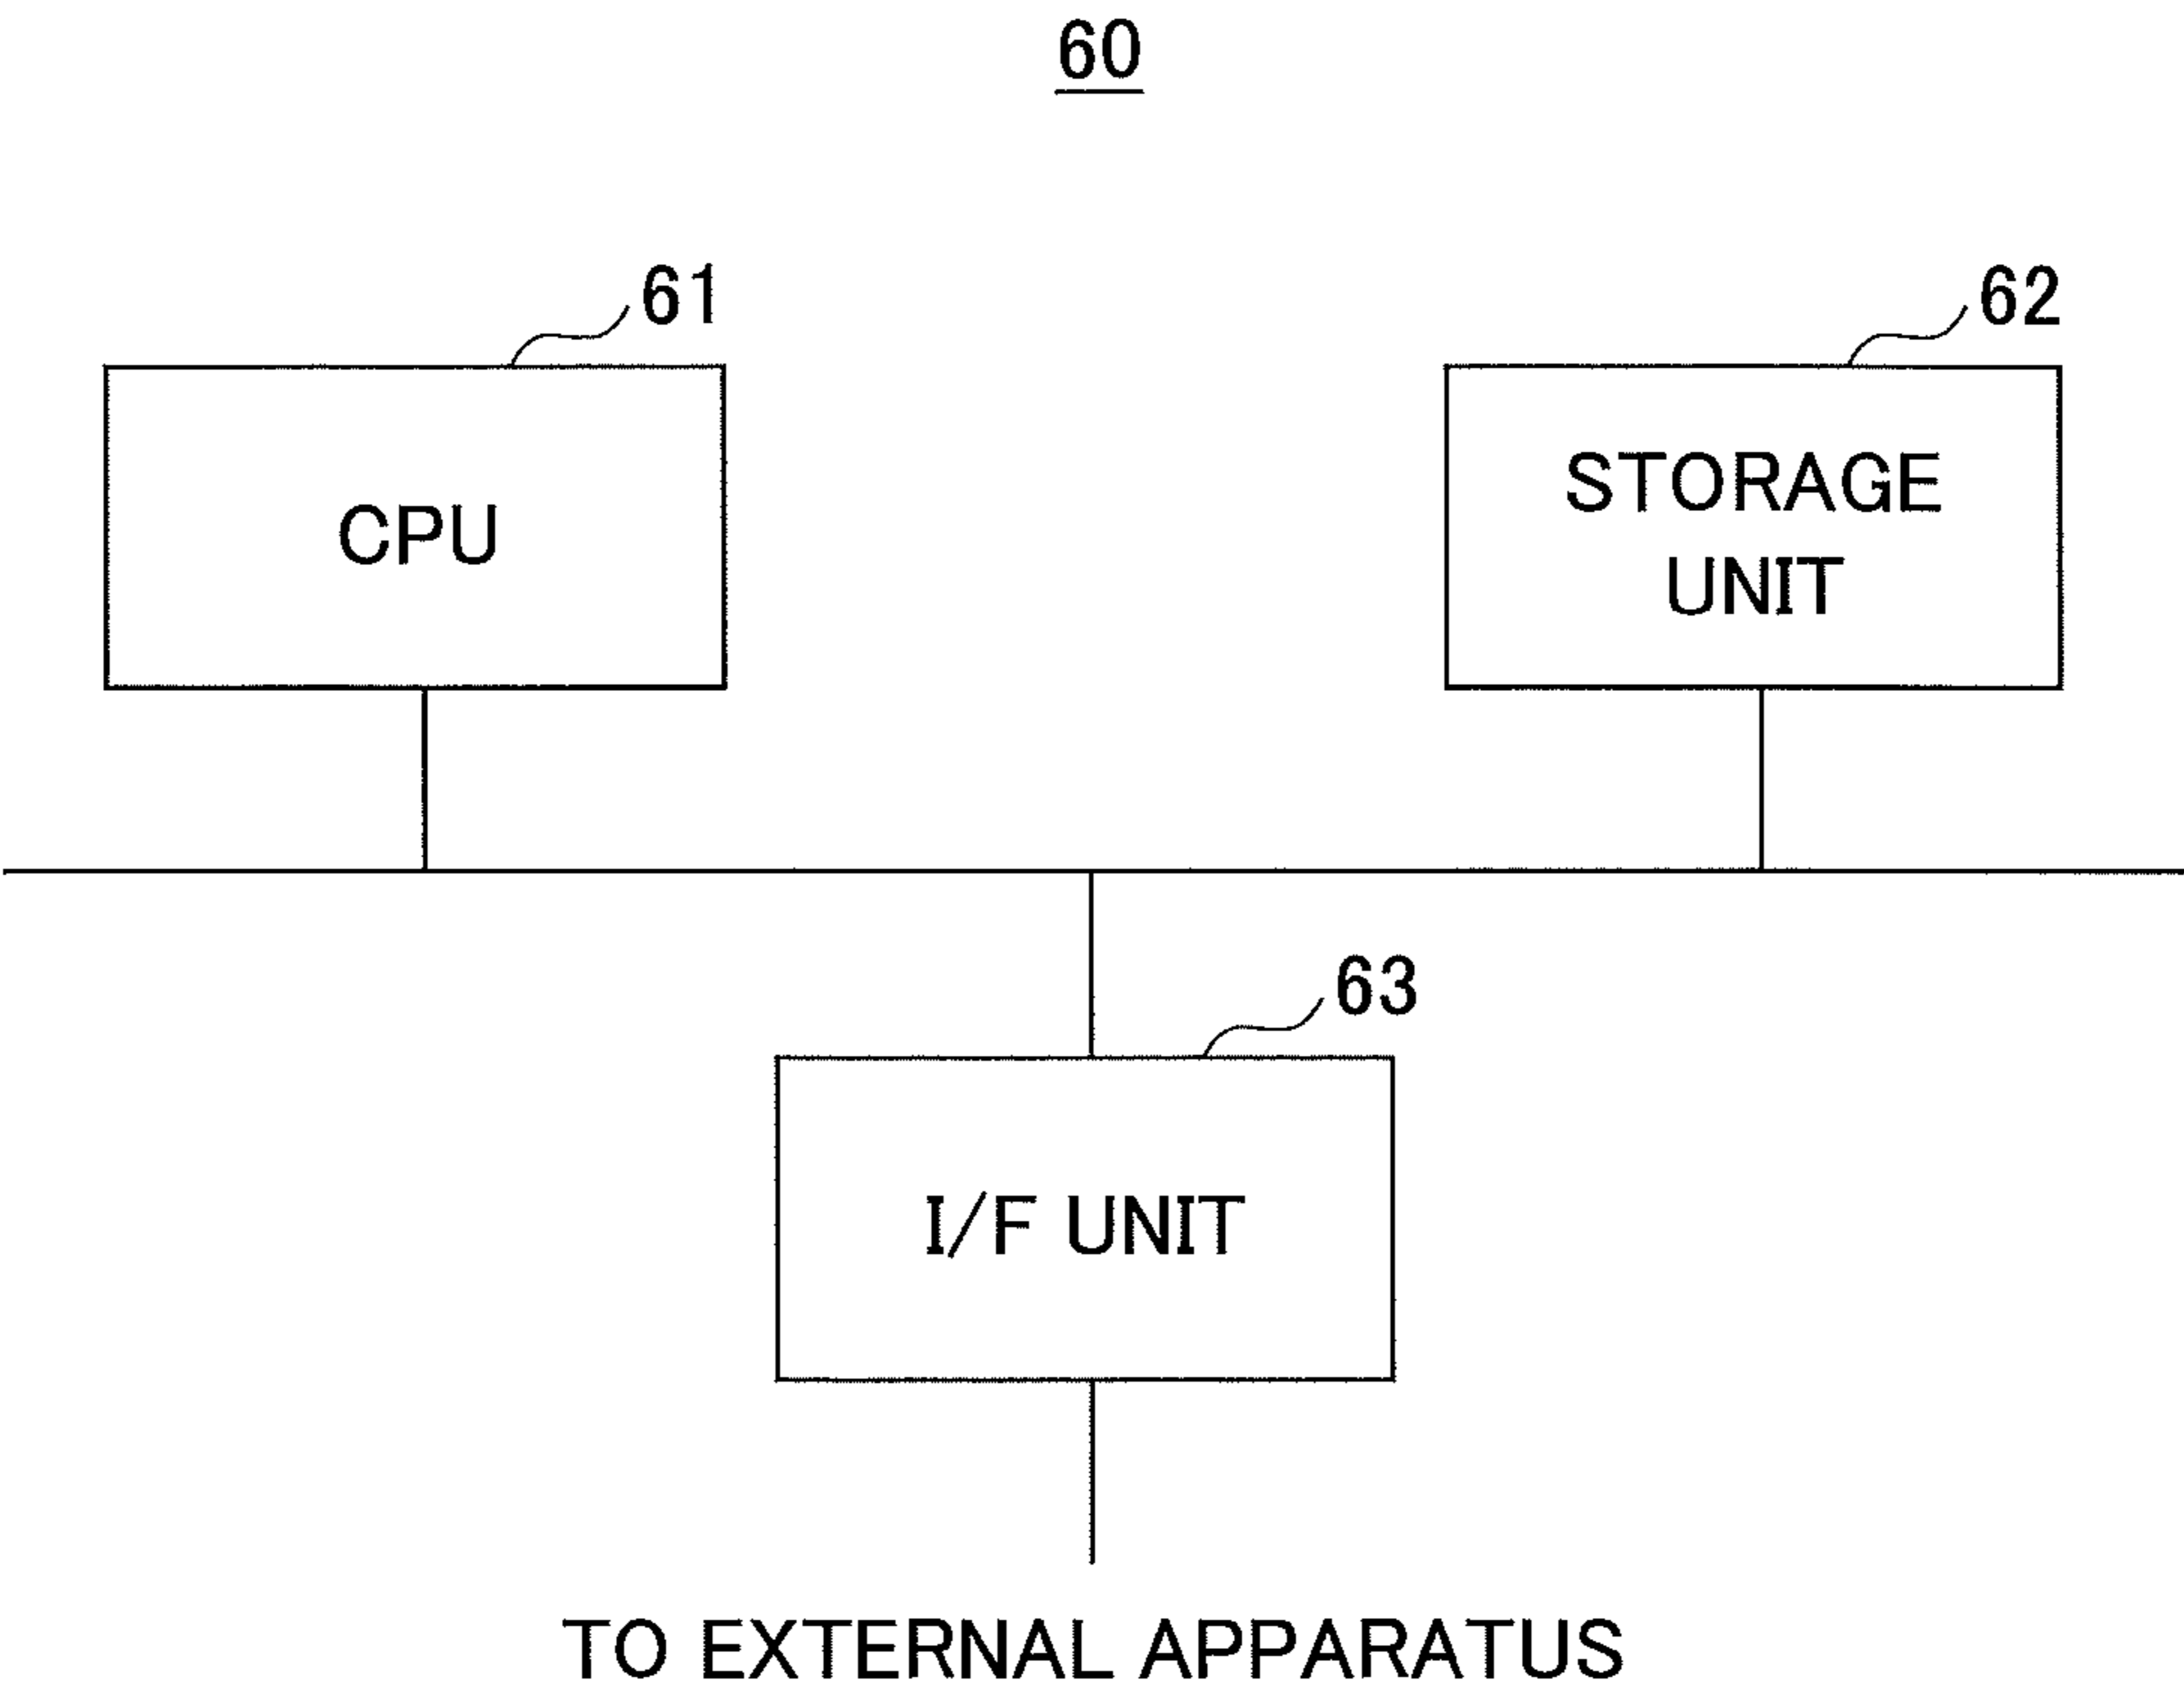 60
61
62
CPU
STORAGE
UNIT
63
I/F UNIT
TO EXTERNAL APPARATUS